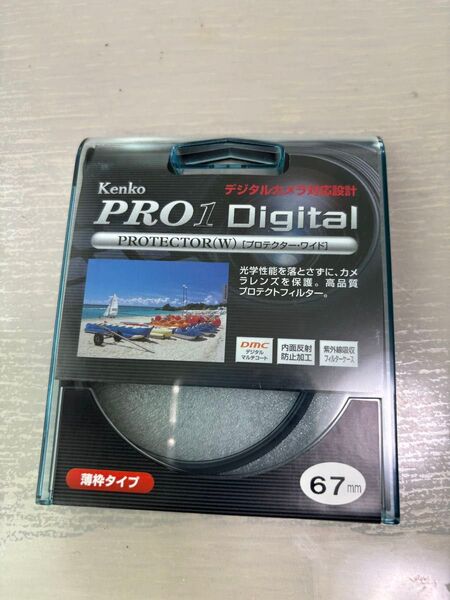 Kenko
デジタルカメラ対応設計
PRO1 Digital
PROTECTOR(W) [プロテクター・ワイド]
光学性能を落とさずに、カメ
ラレンズを保護。高品質
プロテクトフィルター。
DMC
デジタル
マルチコート
内面反射
防止加工
紫外線吸収
フィルターケース
薄枠タイプ
67mm